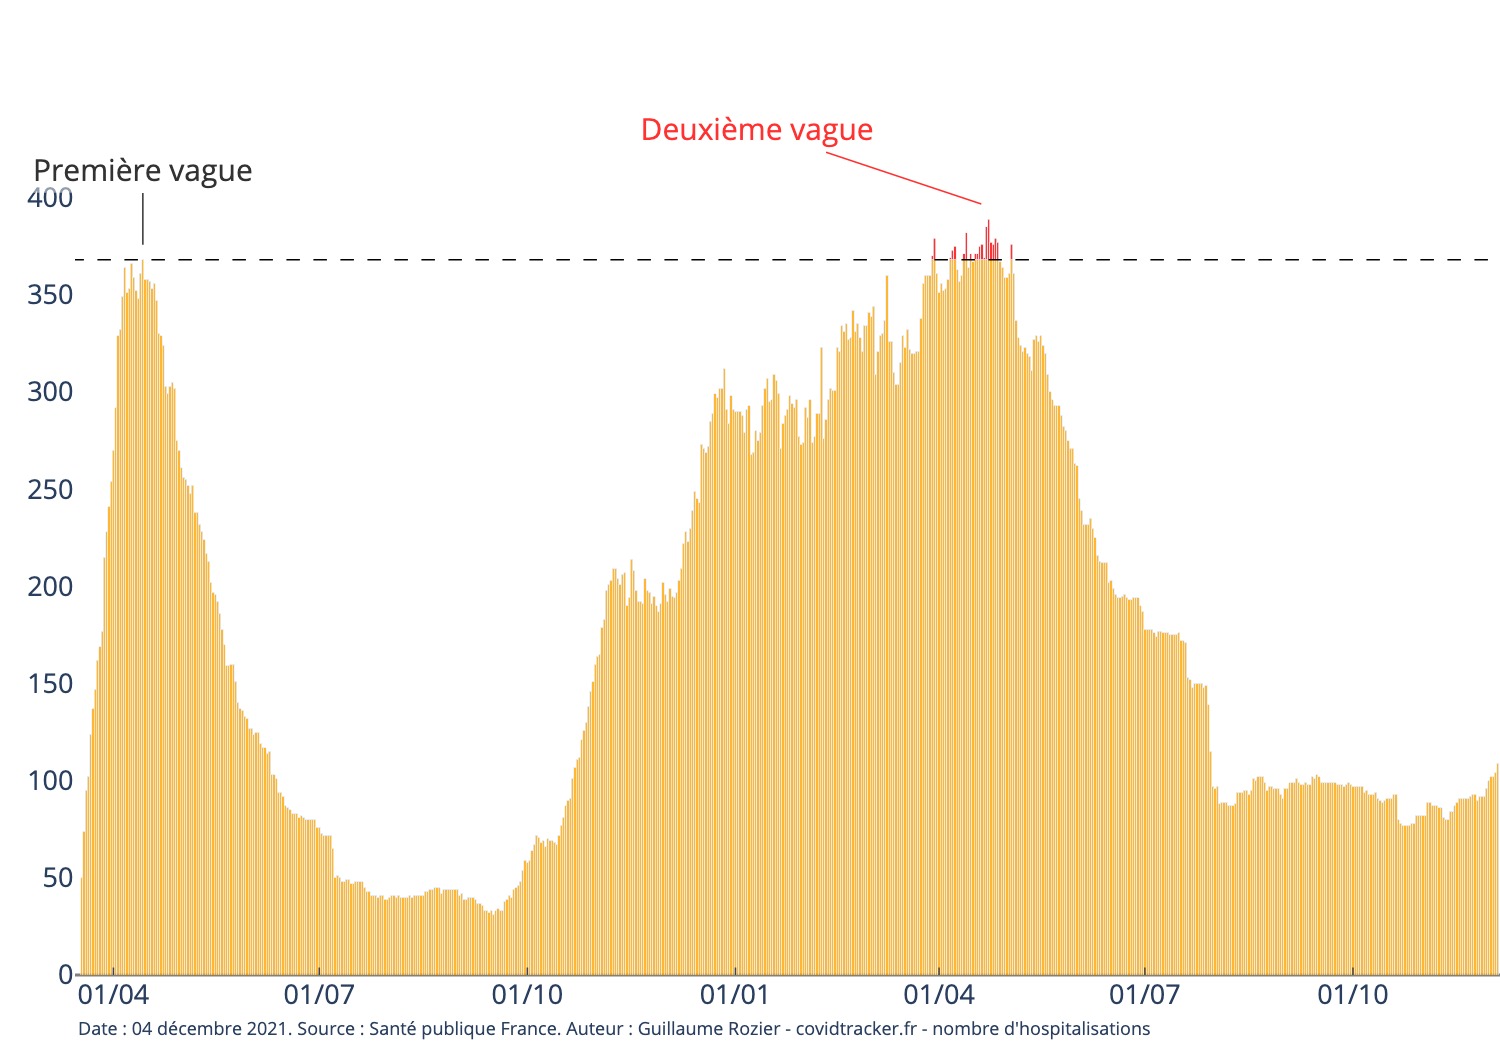 Deuxième vague
Première vague
400
350
300
250
200
150
100
50
0
01/04 01/07 01/10 01/01 01/04 01/07 01/10
Date : 04 décembre 2021. Source : Santé publique France. Auteur : Guillaume Rozier - covidtracker.fr - nombre d'hospitalisations